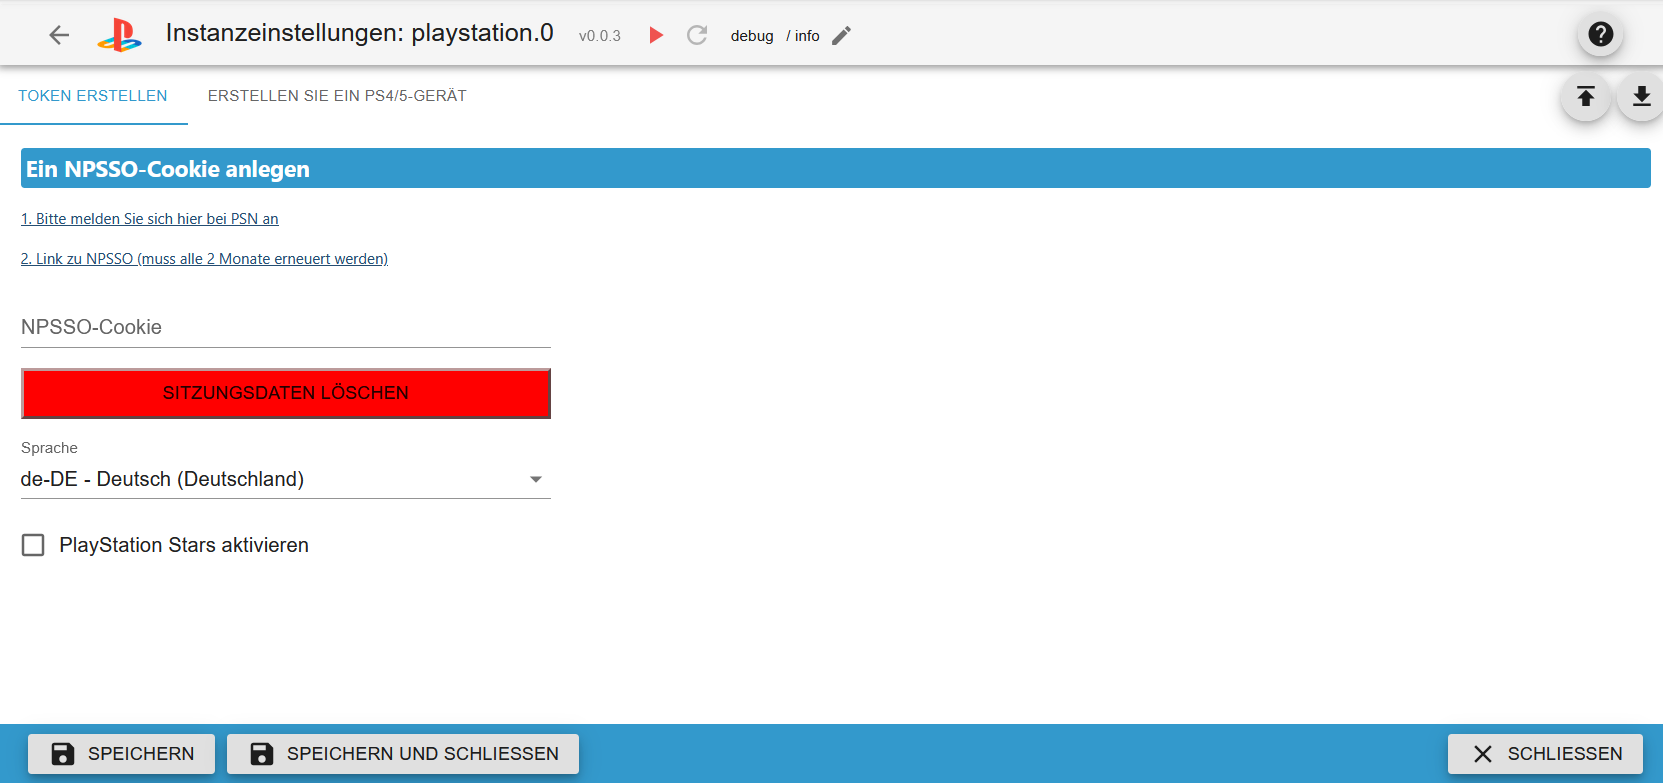 Instanzeinstellungen: playstation.0 v0.0.3 debug / info
TOKEN ERSTELLEN ERSTELLEN SIE EIN PS4/5-GERÄT
Ein NPSSO-Cookie anlegen
1. Bitte melden Sie sich hier bei PSN an
2. Link zu NPSSO (muss alle 2 Monate erneuert werden)
NPSSO-Cookie
SITZUNGSDATEN LÖSCHEN
Sprache
de-DE - Deutsch (Deutschland)
PlayStation Stars aktivieren
SPEICHERN SPEICHERN UND SCHLIESSEN SCHLIESSEN